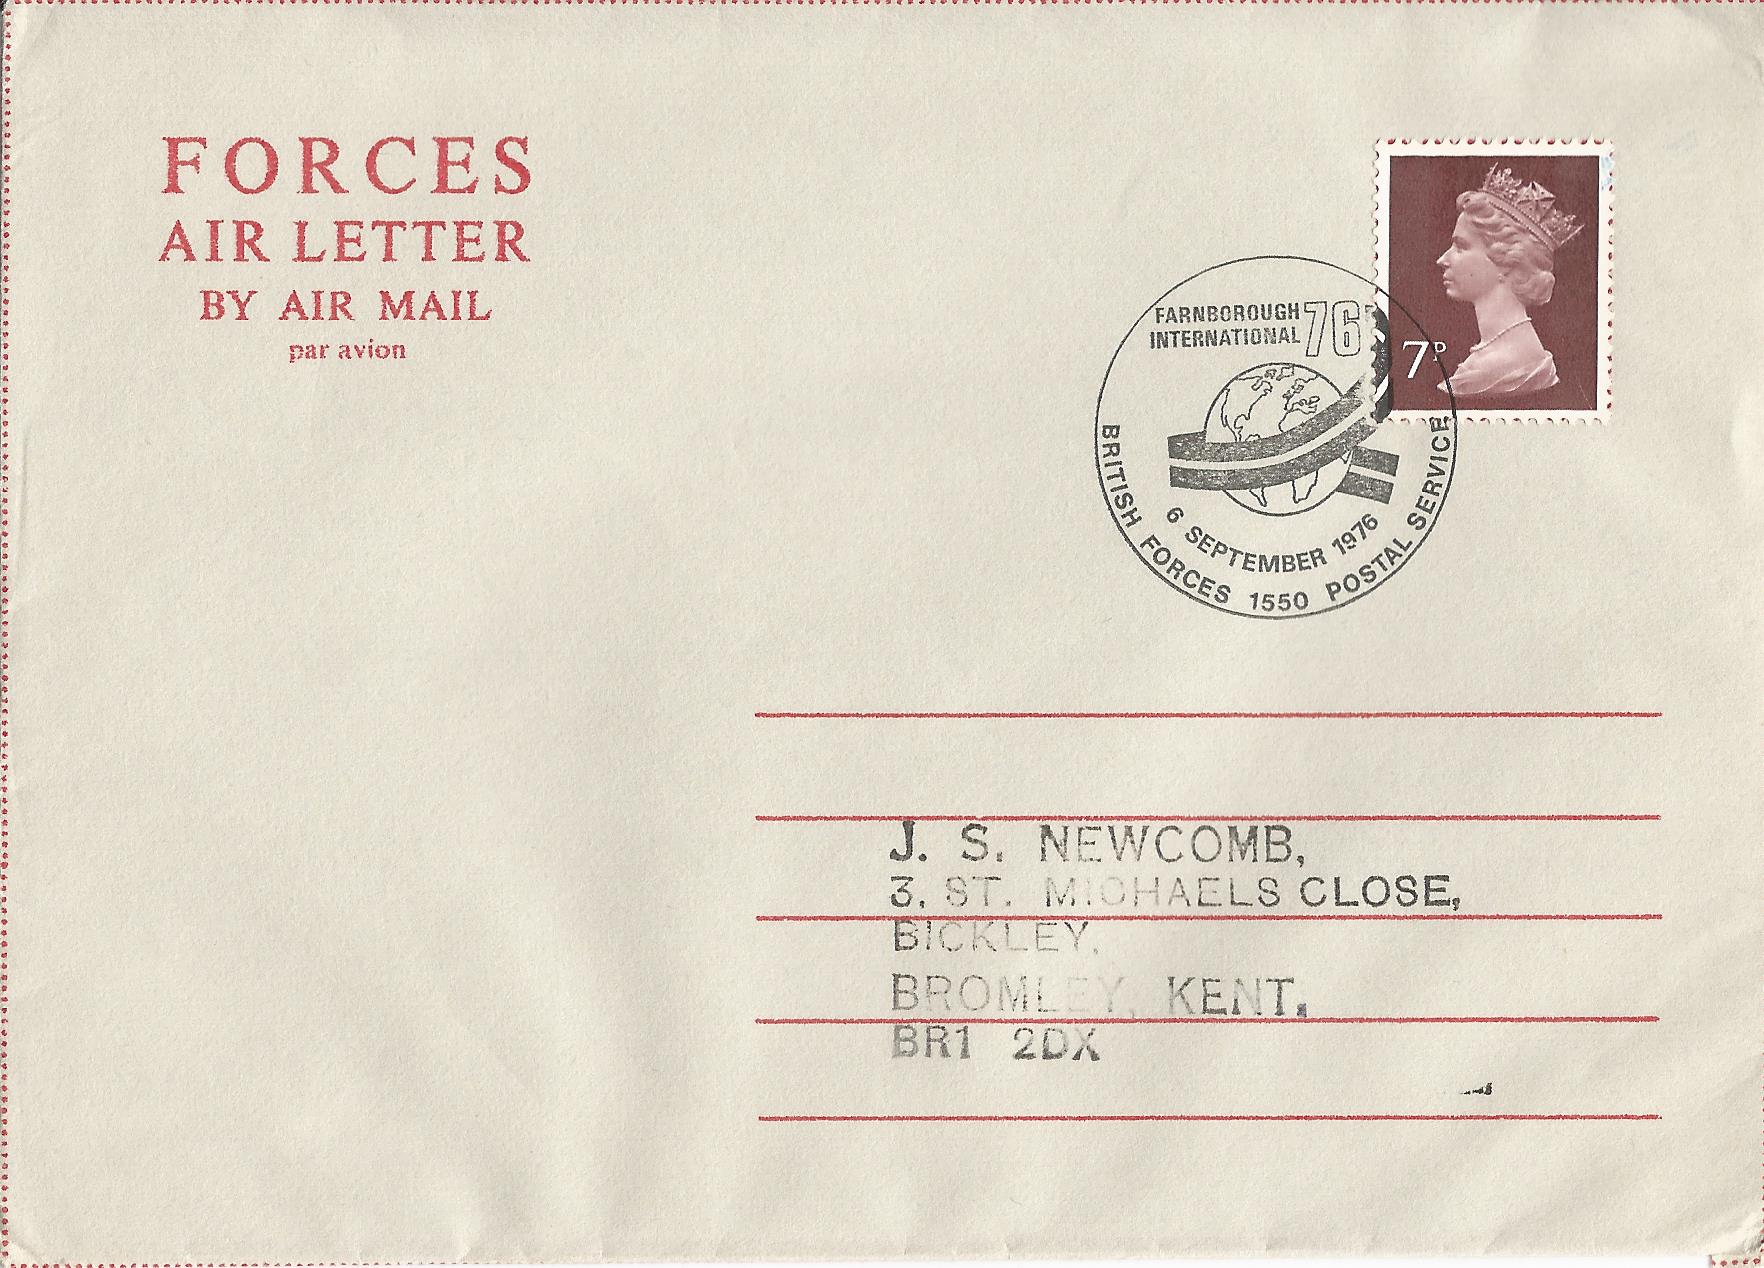 FORCES
AIR LETTER
BY AIR MAIL
par avion
FARNBOROUGH
INTERNATIONAL 76
6 SEPTEMBER 1976
BRITISH FORCES 1550 POSTAL SERVICE
7P
J. S. NEWCOMB,
3, ST. MICHAELS CLOSE,
BICKLEY,
BROMLEY, KENT.
BR1 2DX